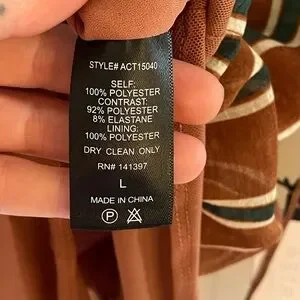 STYLE# ACT15040
SELF:
100% POLYESTER
CONTRAST:
92% POLYESTER
8% ELASTANE
LINING:
100% POLYESTER
DRY CLEAN ONLY
RN# 141397
L
MADE IN CHINA
P